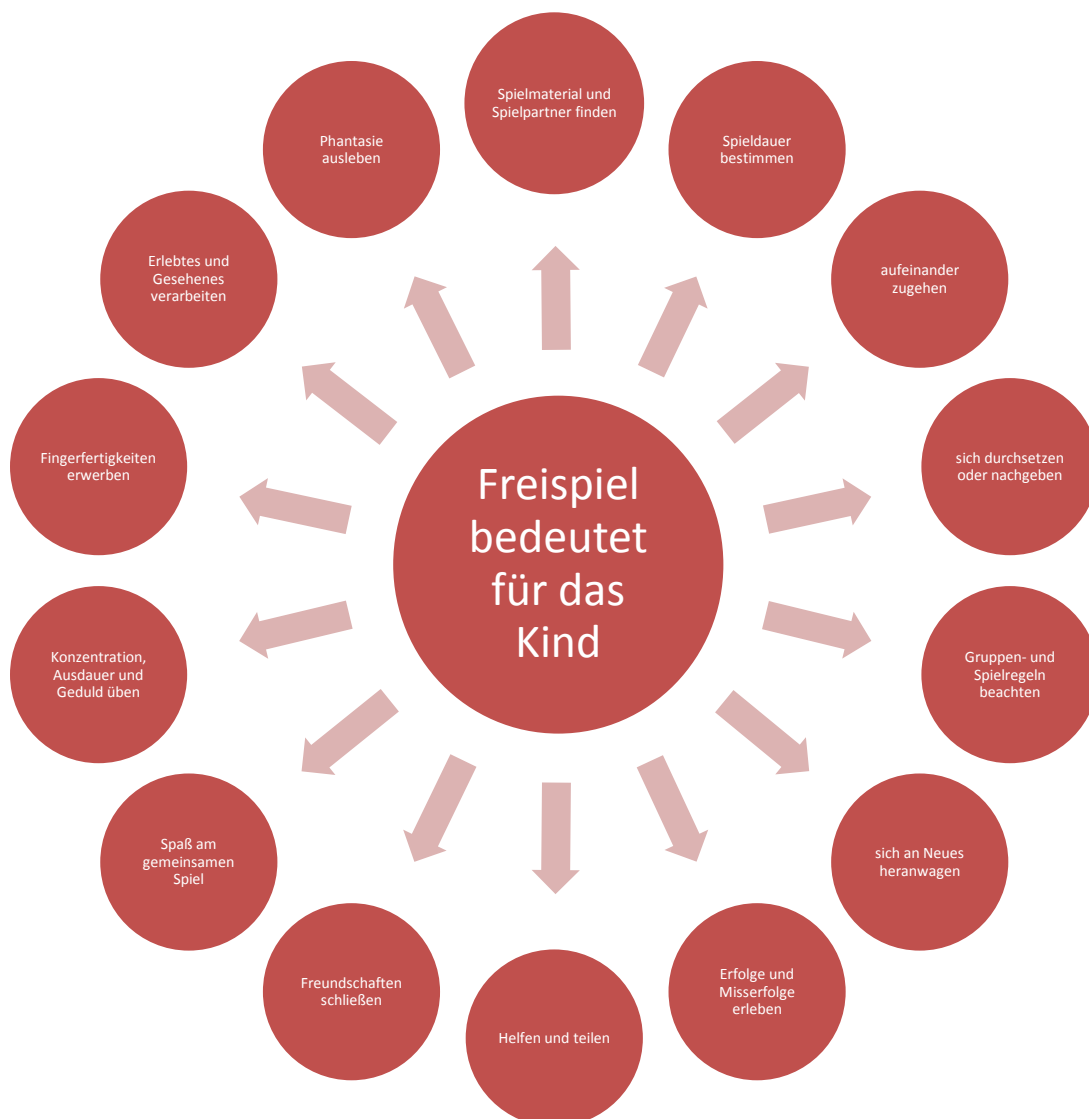 Spielmaterial und
Spielpartner finden
Spieldauer
bestimmen
aufeinander
zugehen
sich durchsetzen
oder nachgeben
Gruppen- und
Spielregeln
beachten
sich an Neues
heranwagen
Erfolge und
Misserfolge
erleben
Helfen und teilen
Freundschaften
schließen
Spaß am
gemeinsamen
Spiel
Konzentration,
Ausdauer und
Geduld üben
Fingerfertigkeiten
erwerben
Erlebtes und
Gesehenes
verarbeiten
Phantasie
ausleben
Freispiel
bedeutet
für das
Kind